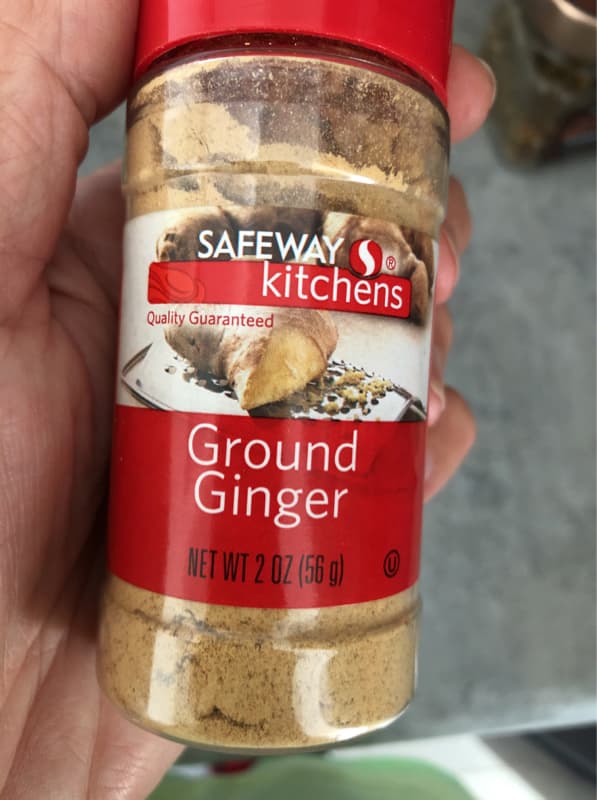 SAFEWAY ®
kitchens
Quality Guaranteed
Ground
Ginger
NET WT 2 OZ (56 g)
U